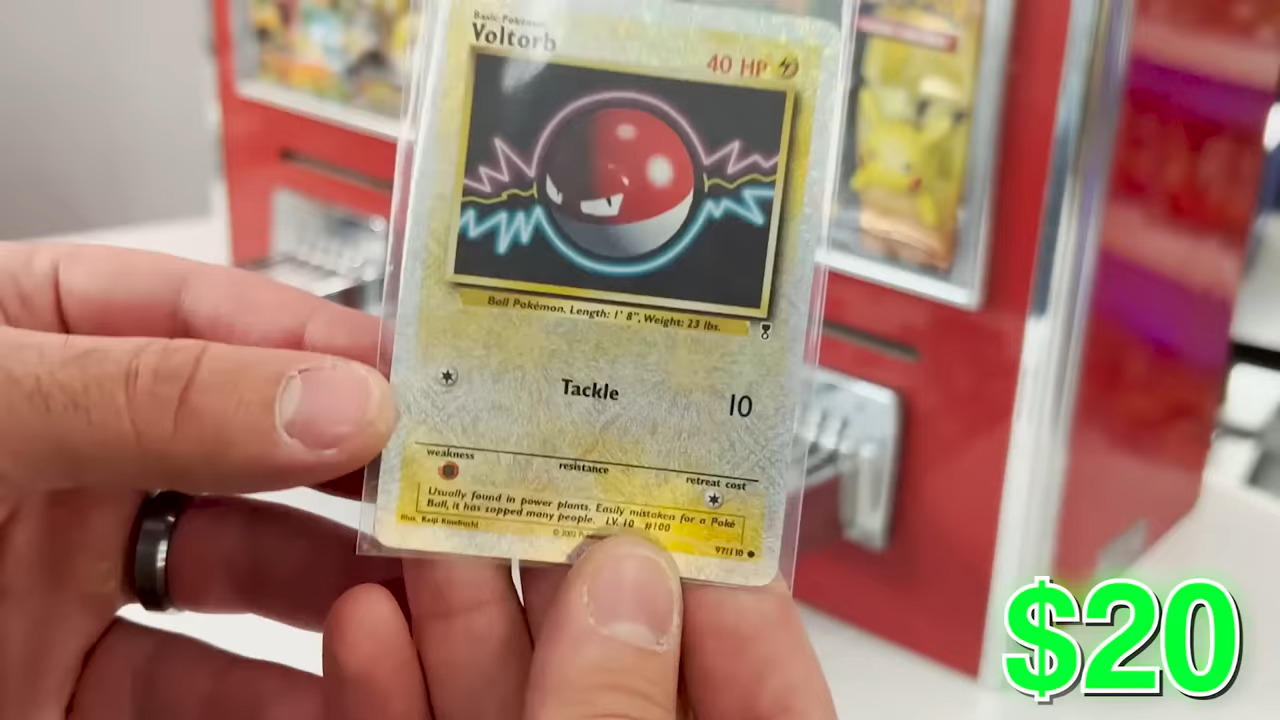 Basic Pokémon
Voltorb
40 HP
Ball Pokémon. Length: 1' 8", Weight: 23 lbs.
Tackle
10
weakness
resistance
retreat cost
Usually found in power plants. Easily mistaken for a Poké
Ball, it has zapped many people. LV. 10 #100
Illus. Keiji Kinebuchi
© 2002
97/110
$20